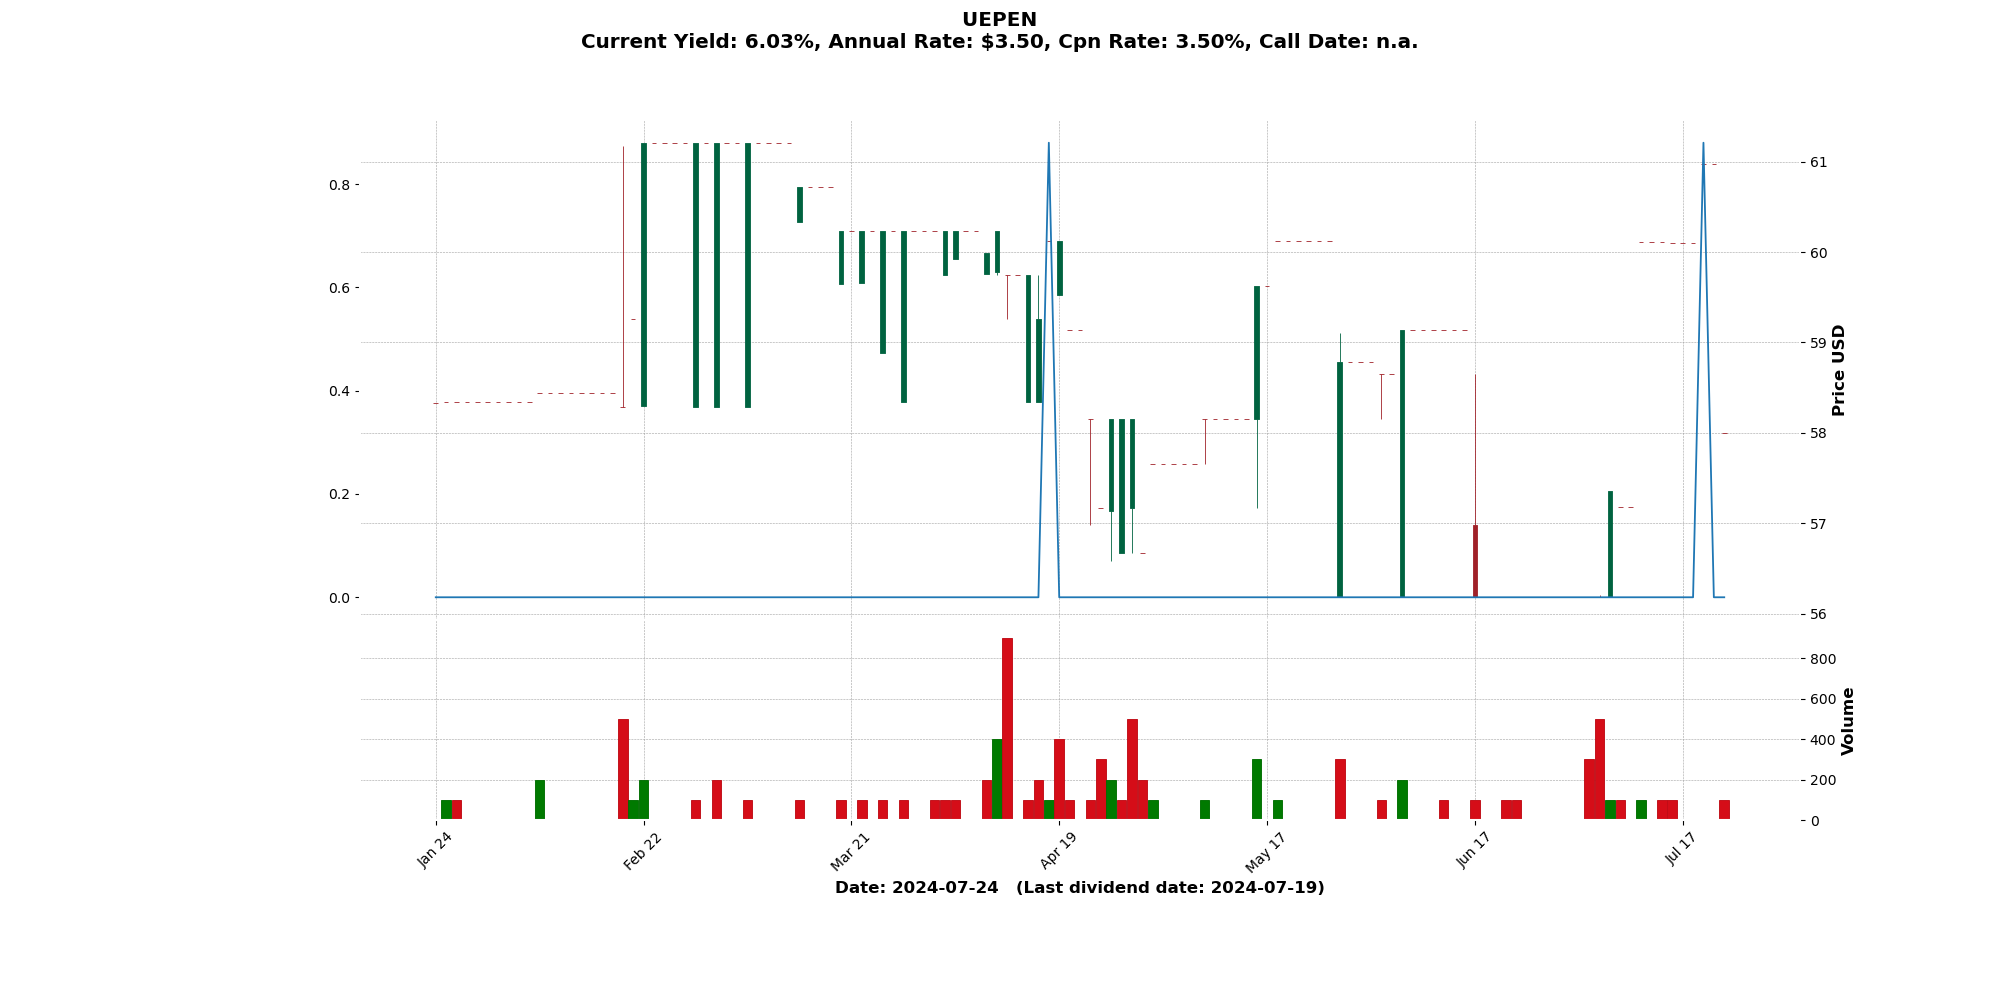 UEPEN
Current Yield: 6.03%, Annual Rate: $3.50, Cpn Rate: 3.50%, Call Date: n.a.
0.8
0.6
0.4
0.2
0.0
61
60
59
58
57
56
Price USD
800
600
400
200
0
Volume
Jan 24
Feb 22
Mar 21
Apr 19
May 17
Jun 17
Jul 17
Date: 2024-07-24   (Last dividend date: 2024-07-19)